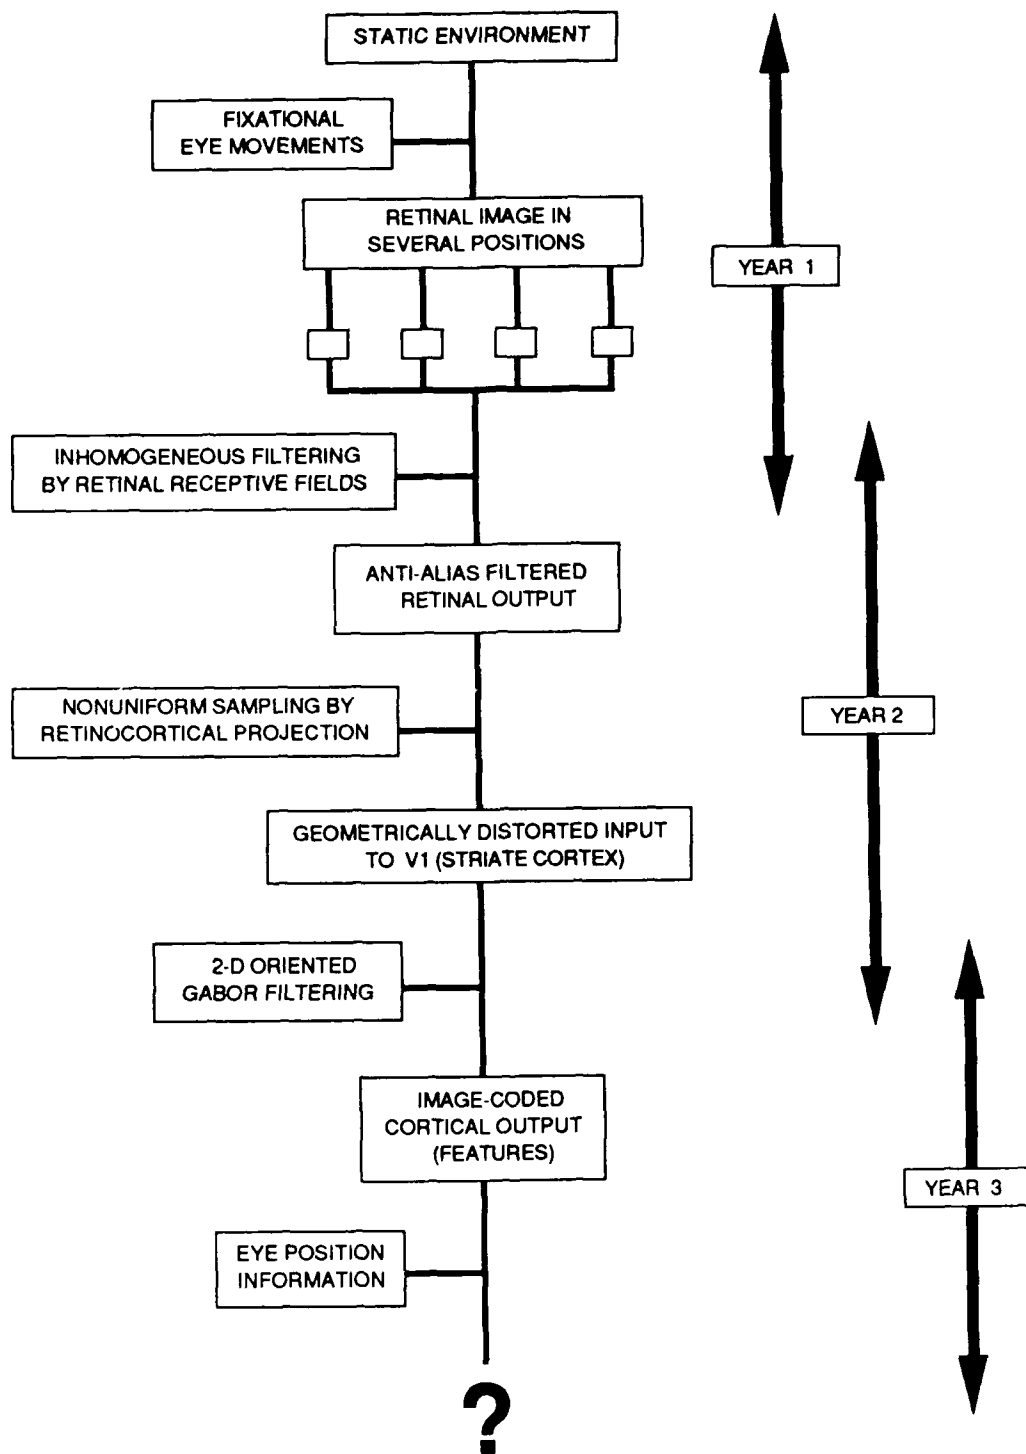 STATIC ENVIRONMENT
FIXATIONAL
EYE MOVEMENTS
RETINAL IMAGE IN
SEVERAL POSITIONS
YEAR 1
INHOMOGENEOUS FILTERING
BY RETINAL RECEPTIVE FIELDS
ANTI-ALIAS FILTERED
RETINAL OUTPUT
NONUNIFORM SAMPLING BY
RETINOCORTICAL PROJECTION
YEAR 2
GEOMETRICALLY DISTORTED INPUT
TO V1 (STRIATE CORTEX)
2-D ORIENTED
GABOR FILTERING
IMAGE-CODED
CORTICAL OUTPUT
(FEATURES)
YEAR 3
EYE POSITION
INFORMATION
?